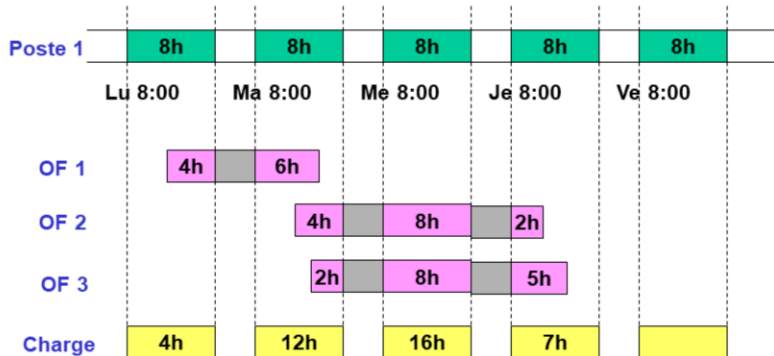 Poste 1 8h 8h 8h 8h 8h
Lu 8:00 Ma 8:00 Me 8:00 Je 8:00 Ve 8:00
OF 1 4h 6h
OF 2 4h 8h 2h
OF 3 2h 8h 5h
Charge 4h 12h 16h 7h